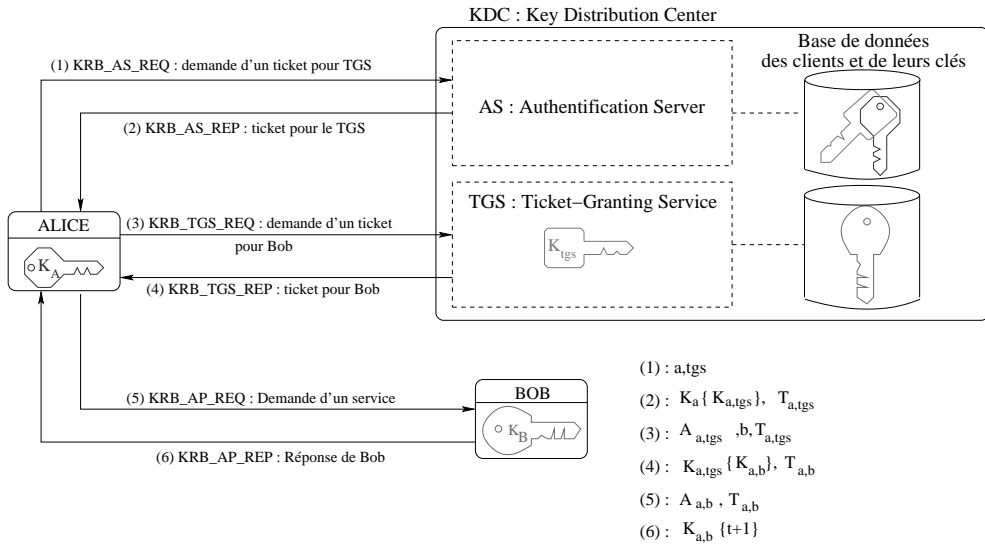 KDC : Key Distribution Center
(1) KRB_AS_REQ : demande d'un ticket pour TGS
AS : Authentification Server
Base de données
des clients et de leurs clés
(2) KRB_AS_REP : ticket pour le TGS
ALICE
K_A
(3) KRB_TGS_REQ : demande d'un ticket
pour Bob
TGS : Ticket−Granting Service
K_tgs
(4) KRB_TGS_REP : ticket pour Bob
(5) KRB_AP_REQ : Demande d'un service
BOB
K_B
(6) KRB_AP_REP : Réponse de Bob
(1) : a,tgs
(2) : K_a { K_a,tgs }, T_a,tgs
(3) : A_a,tgs ,b, T_a,tgs
(4) : K_a,tgs {K_a,b }, T_a,b
(5) : A_a,b , T_a,b
(6) : K_a,b {t+1}